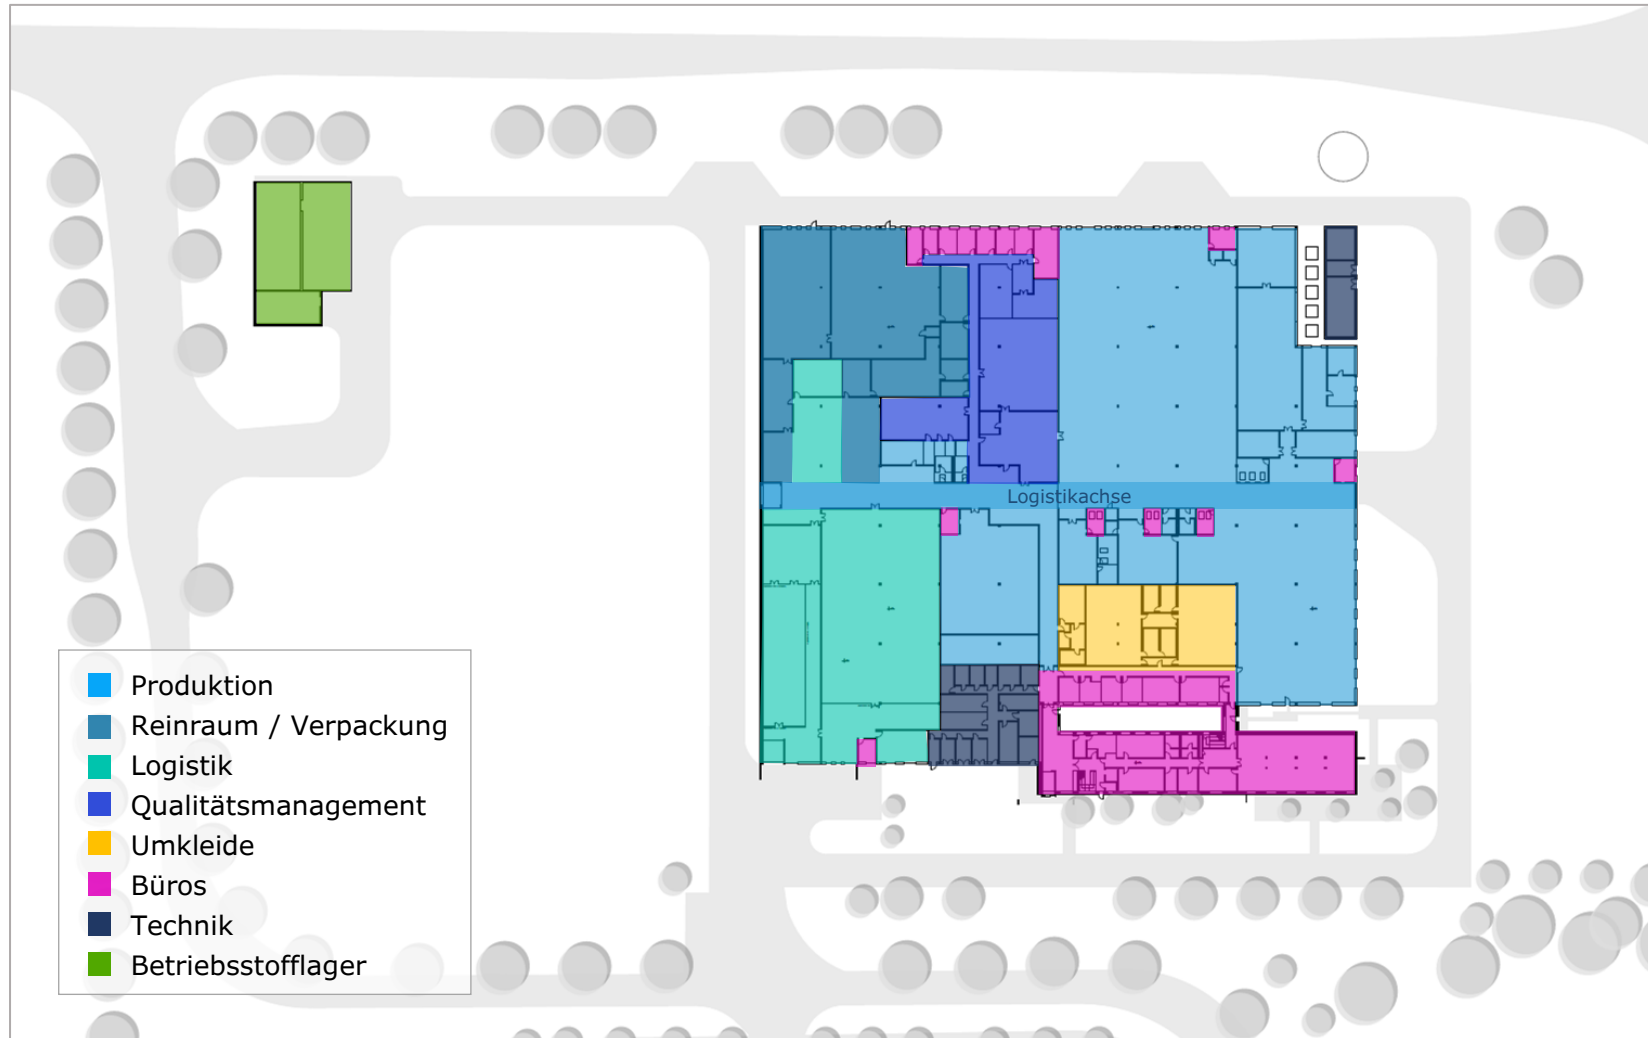 Logistikachse
Produktion
Reinraum / Verpackung
Logistik
Qualitätsmanagement
Umkleide
Büros
Technik
Betriebsstofflager